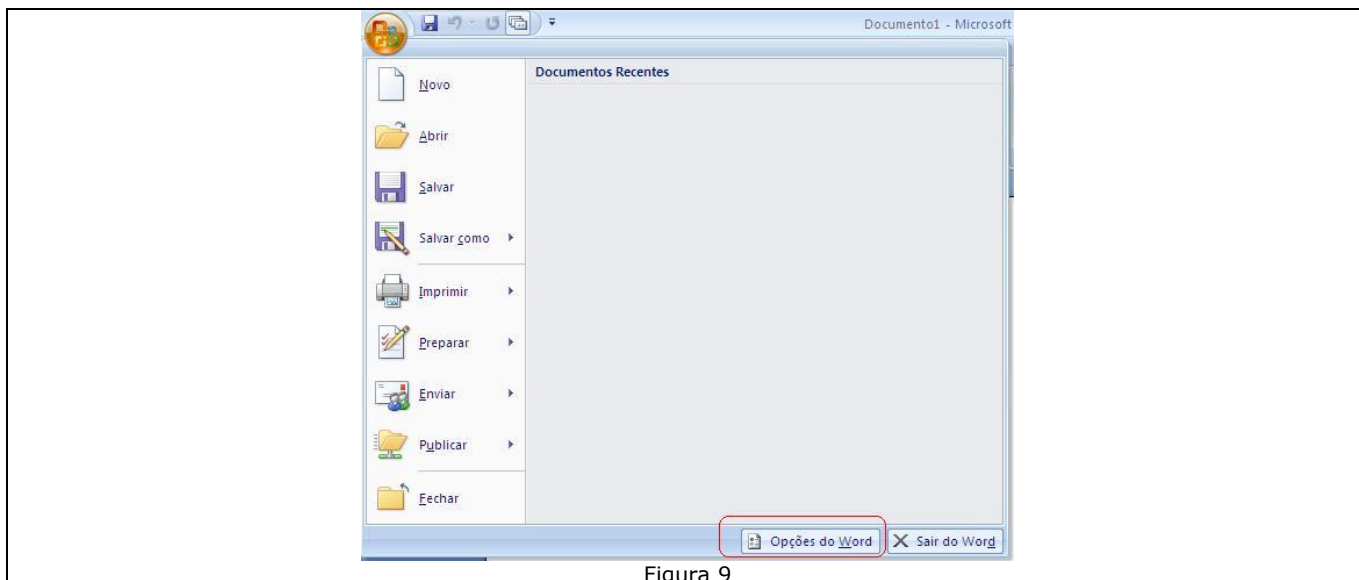 Documento1 - Microsoft
Documentos Recentes
Novo
Abrir
Salvar
Salvar como
Imprimir
Preparar
Enviar
Publicar
Fechar
Opções do Word
Sair do Word
Figura 9